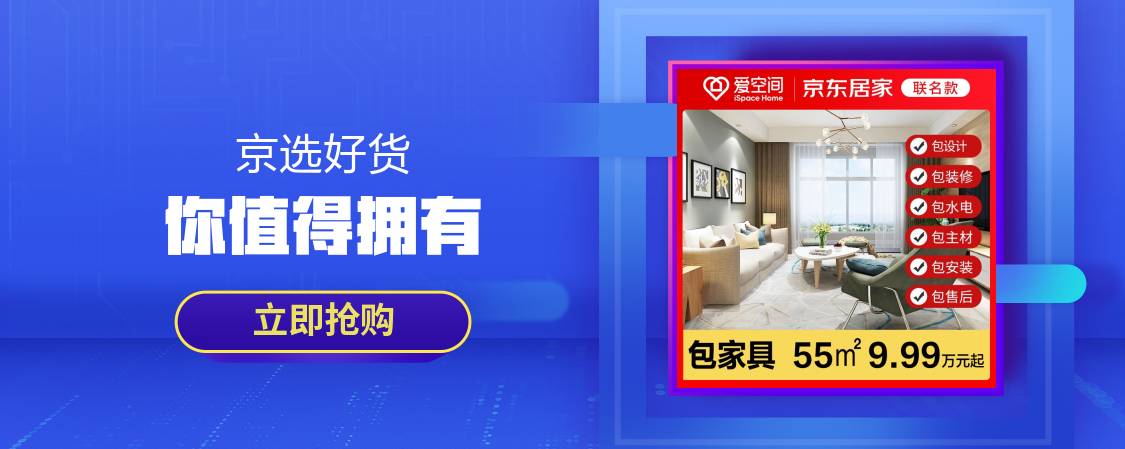 京选好货
你值得拥有
立即抢购
爱空间
iSpace Home
京东居家
联名款
包设计
包装修
包水电
包主材
包安装
包售后
包家具 55㎡ 9.99万元起